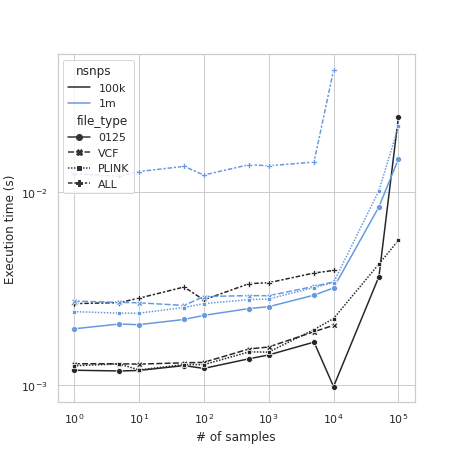 nsnps
100k
1m
file_type
0125
VCF
PLINK
ALL
Execution time (s)
10⁻²
10⁻³
10⁰ 10¹ 10² 10³ 10⁴ 10⁵
# of samples